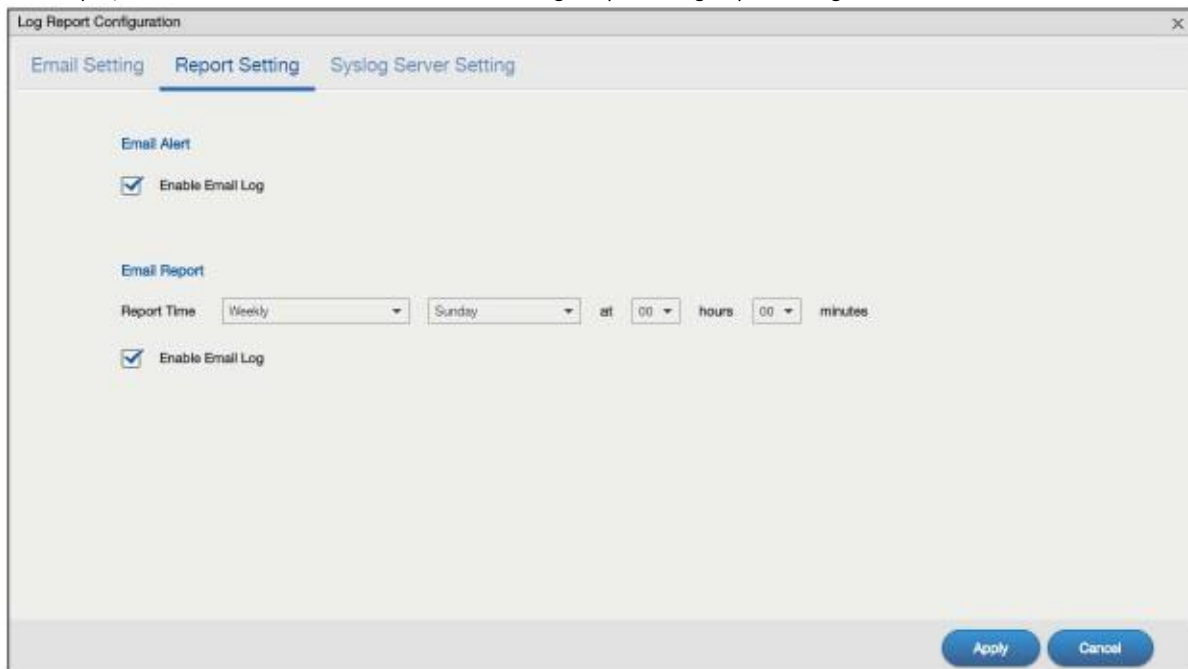 Log Report Configuration
Email Setting Report Setting Syslog Server Setting
Email Alert
Enable Email Log
Email Report
Report Time Weekly Sunday at 00 hours 00 minutes
Enable Email Log
Apply Cancel